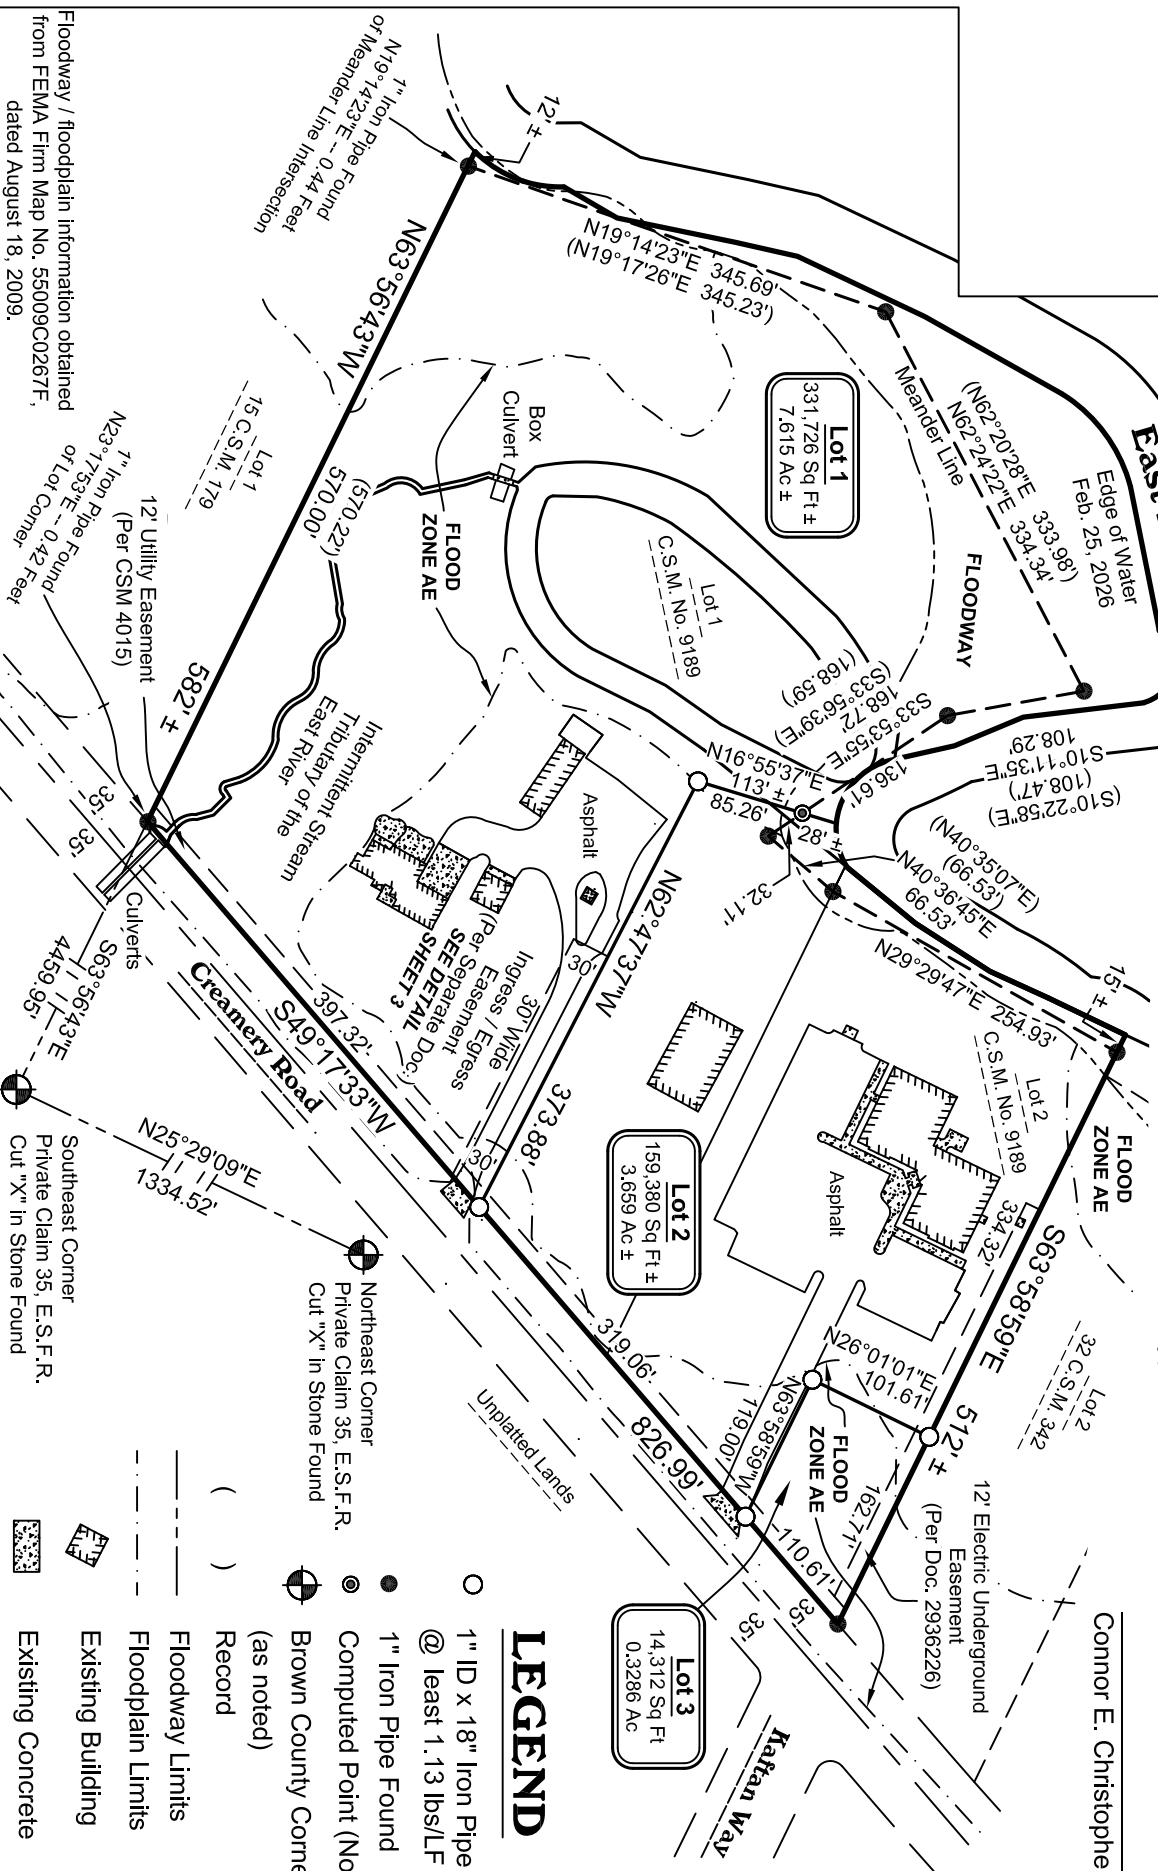 East
Edge of Water
Feb. 25, 2026
(N62°20'28"E 333.98')
N62°24'22"E 334.34'
Meander Line
FLOODWAY
12' ±
1" Iron Pipe Found
N19°14'23"E -- 0.44 Feet
of Meander Line Intersection
N19°14'23"E 345.69'
(N19°17'26"E 345.23')
Lot 1
331,726 Sq Ft ±
7.615 Ac ±
(S10°22'58"E)
(108.47')
S10°11'35"E
108.29'
S33°53'55"E
168.72'
(S33°56'39"E)
(168.59')
136.61'
N16°55'37"E
113' ±
85.26'
28' ±
32.11'
(N40°35'07"E)
(66.53')
N40°36'45"E
66.53'
N29°29'47"E 254.93'
15' ±
Lot 1
C.S.M. No. 9189
Box
Culvert
FLOOD
ZONE AE
N63°56'43"W
(570.22')
570.00'
582' ±
Lot 1
15 C.S.M. 179
12' Utility Easement
(Per CSM 4015)
1" Iron Pipe Found
N23°17'53"E -- 0.42 Feet
of Lot Corner
Floodway / floodplain information obtained
from FEMA Firm Map No. 55009C0267F,
dated August 18, 2009.
Intermittent Stream
Tributary of the
East River
Asphalt
N62°47'37"W
373.88'
30'
30'
30' Wide
Ingress / Egress
Easement
(Per Separate Doc.)
SEE DETAIL
SHEET 3
397.32'
S49°17'33"W
Creamery Road
35'
35'
Culverts
S63°56'43"E
4459.95'
N25°29'09"E
1334.52'
Southeast Corner
Private Claim 35, E.S.F.R.
Cut "X" in Stone Found
Northeast Corner
Private Claim 35, E.S.F.R.
Cut "X" in Stone Found
Lot 2
C.S.M. No. 9189
FLOOD
ZONE AE
Asphalt
S63°58'59"E
334.32'
512' ±
Lot 2
32 C.S.M. 342
Lot 2
159,380 Sq Ft ±
3.659 Ac ±
319.06'
826.99'
Unplatted Lands
N26°01'01"E
101.61'
N63°58'59"W
119.00'
FLOOD
ZONE AE
162.71'
110.61'
35'
35'
12' Electric Underground
Easement
(Per Doc. 2936226)
Lot 3
14,312 Sq Ft
0.3286 Ac
Kaftan Way
Connor E. Christophe
LEGEND
1" ID x 18" Iron Pipe
@ least 1.13 lbs/LF
1" Iron Pipe Found
Computed Point (No
Brown County Corne
(as noted)
( ) Record
Floodway Limits
Floodplain Limits
Existing Building
Existing Concrete